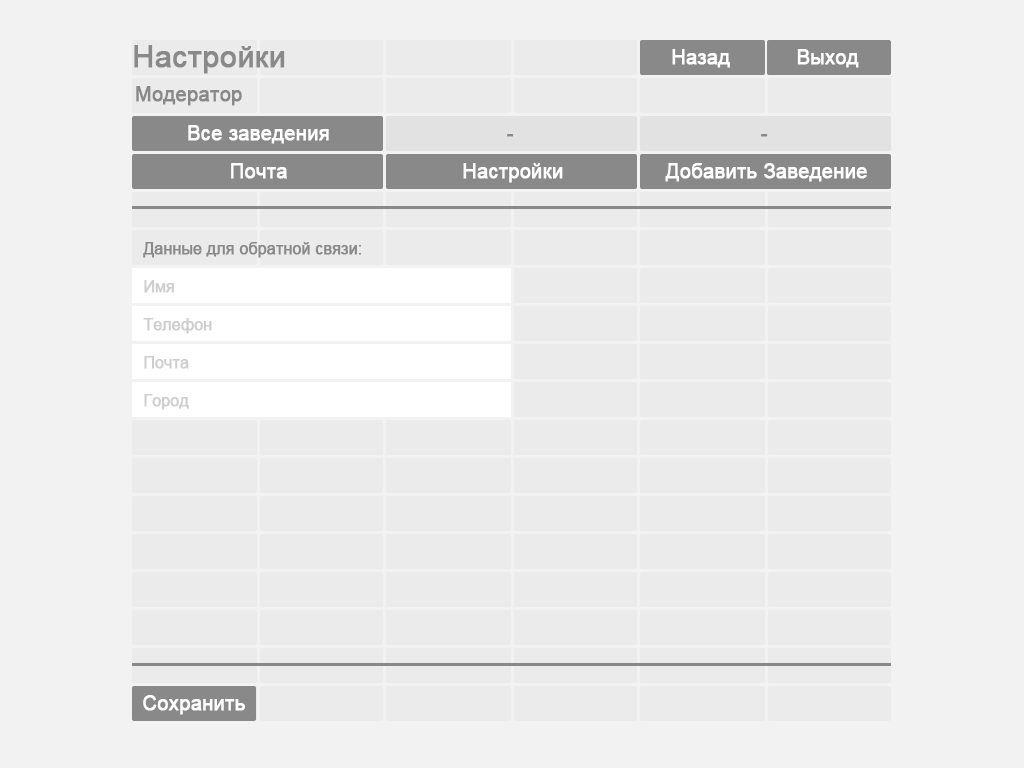 Настройки Назад Выход
Модератор
Все заведения - -
Почта Настройки Добавить Заведение
Данные для обратной связи:
Имя
Телефон
Почта
Город
Сохранить